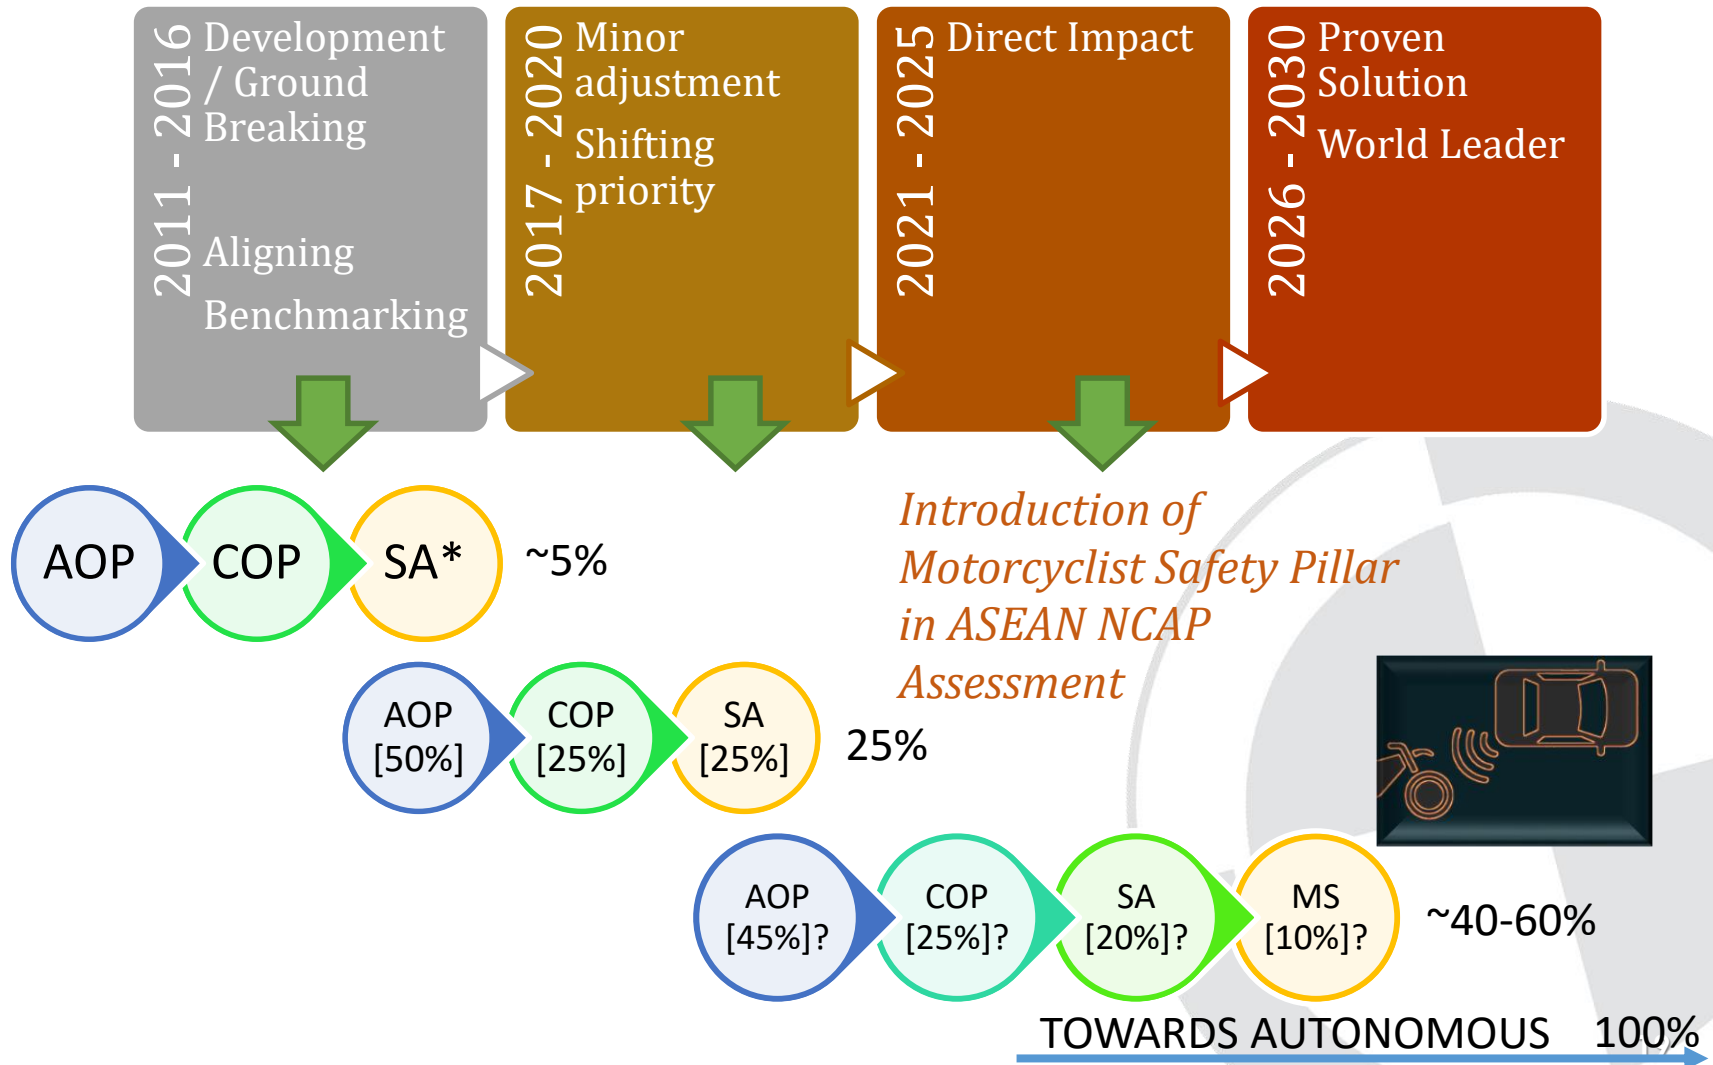 2011 - 2016
Development
/ Ground
Breaking
Aligning
Benchmarking
2017 - 2020
Minor
adjustment
Shifting
priority
2021 - 2025
Direct Impact
2026 - 2030
Proven
Solution
World Leader
AOP
COP
SA*
~5%
Introduction of
Motorcyclist Safety Pillar
in ASEAN NCAP
Assessment
AOP
[50%]
COP
[25%]
SA
[25%]
25%
AOP
[45%]?
COP
[25%]?
SA
[20%]?
MS
[10%]?
~40-60%
TOWARDS AUTONOMOUS 100%